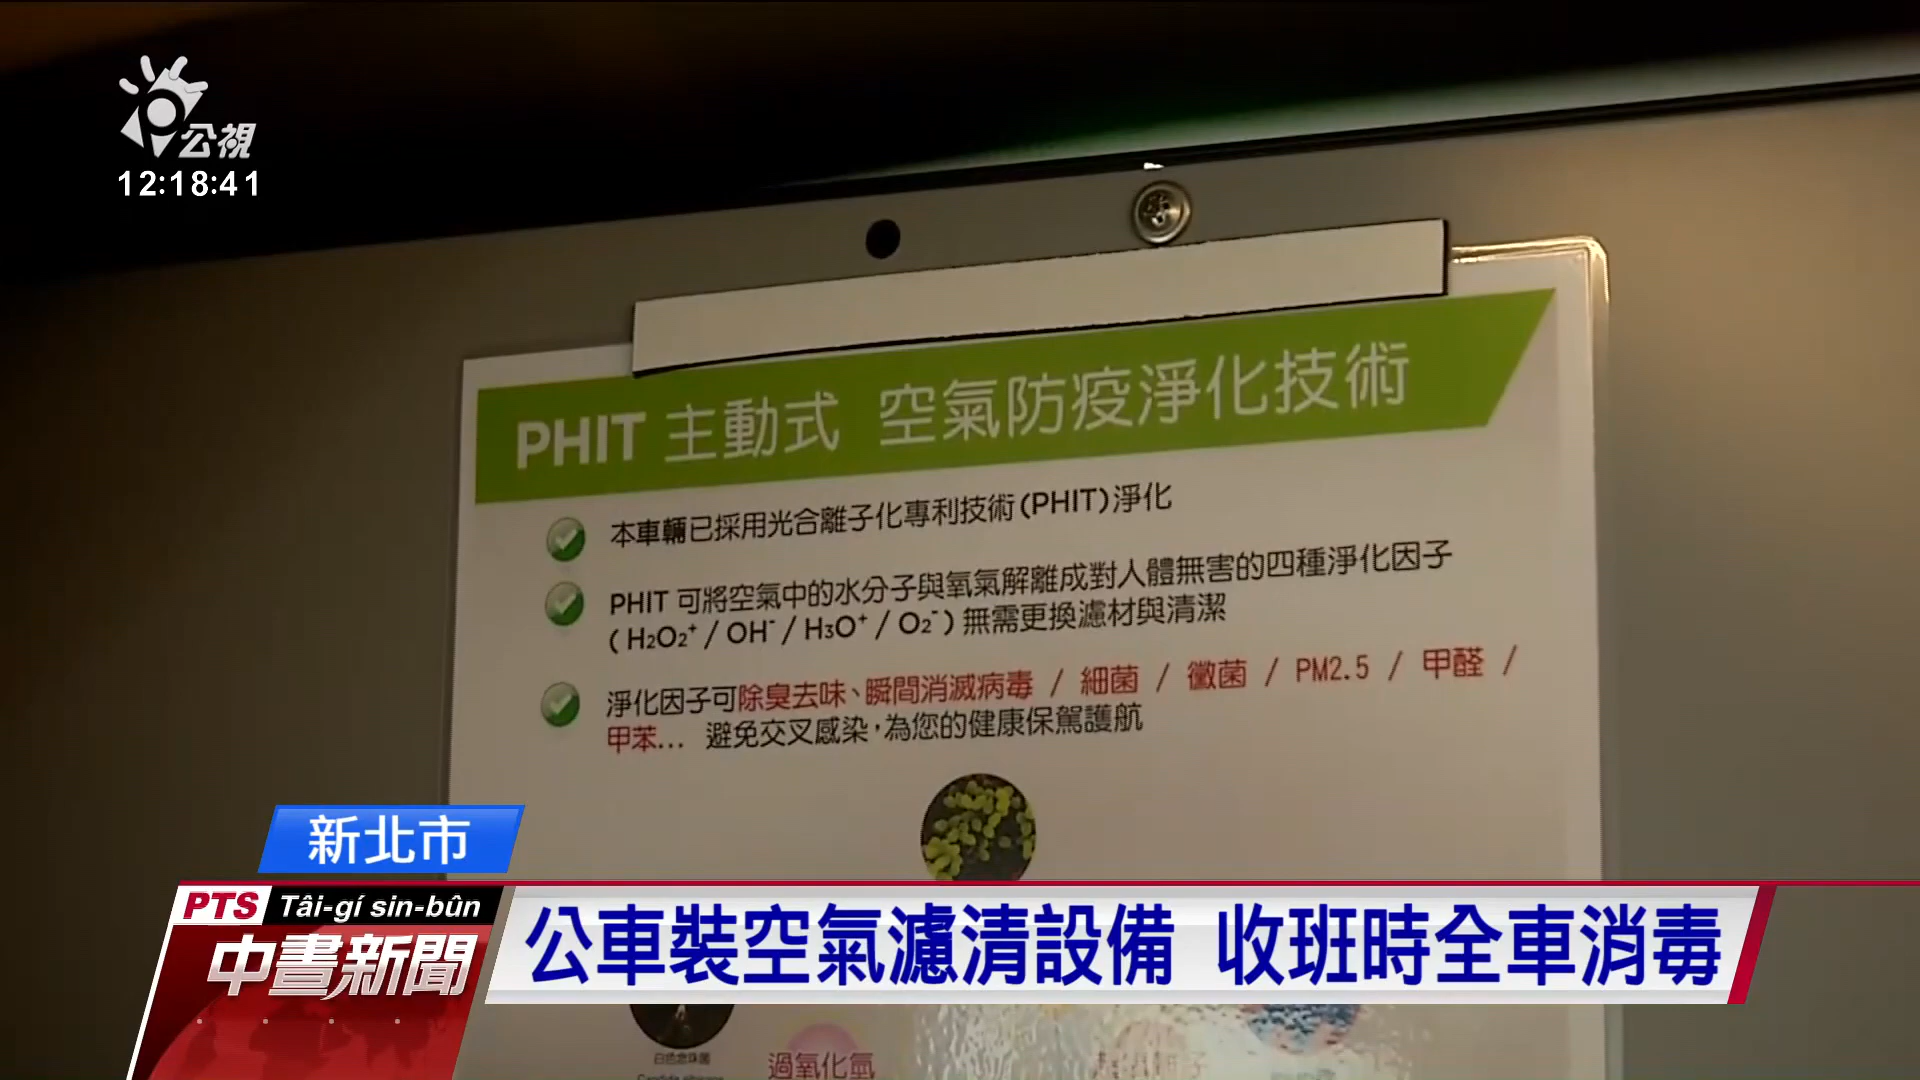 公視
12:18:41
PHIT 主動式 空氣防疫淨化技術
本車輛已採用光合離子化專利技術(PHIT)淨化
PHIT 可將空氣中的水分子與氧氣解離成對人體無害的四種淨化因子
( H₂O₂⁺ / OH⁻ / H₃O⁺ / O₂⁻ ) 無需更換濾材與清潔
淨化因子可除臭去味、瞬間消滅病毒 / 細菌 / 黴菌 / PM2.5 / 甲醛 /
甲苯... 避免交叉感染，為您的健康保駕護航
新北市
PTS Tâi-gí sin-bûn
中晝新聞
公車裝空氣濾清設備 收班時全車消毒
白色念珠菌
過氧化氫